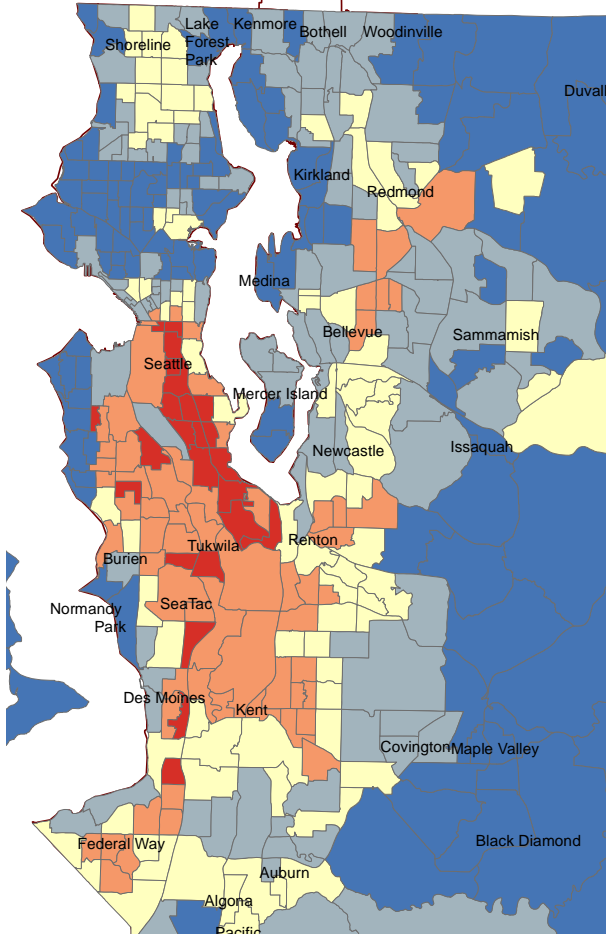 Lake
Forest
Park
Kenmore
Bothell
Woodinville
Shoreline
Duvall
Kirkland
Redmond
Medina
Bellevue
Sammamish
Seattle
Mercer Island
Newcastle
Issaquah
Tukwila
Renton
Burien
Normandy
Park
SeaTac
Des Moines
Kent
Covington
Maple Valley
Black Diamond
Federal Way
Auburn
Algona
Pacific